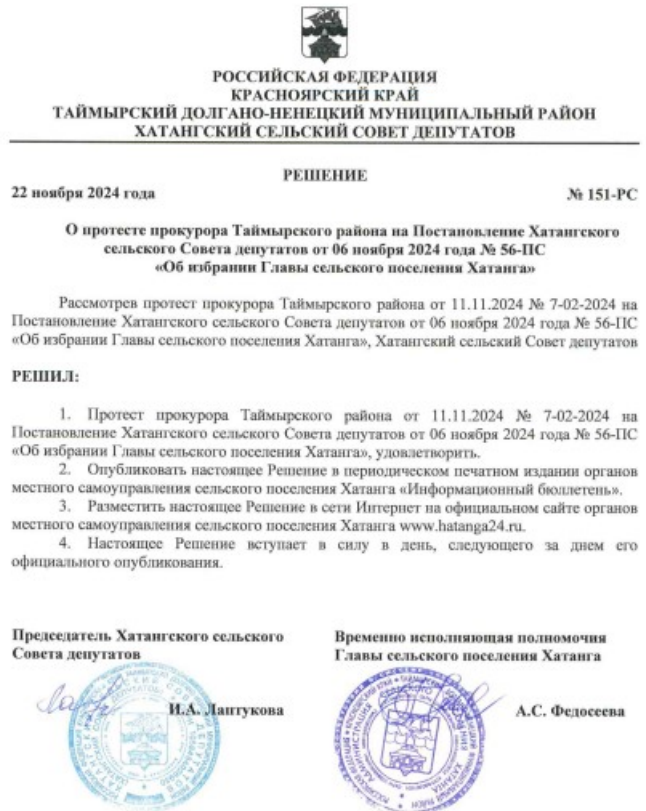 РОССИЙСКАЯ ФЕДЕРАЦИЯ
КРАСНОЯРСКИЙ КРАЙ
ТАЙМЫРСКИЙ ДОЛГАНО-НЕНЕЦКИЙ МУНИЦИПАЛЬНЫЙ РАЙОН
ХАТАНГСКИЙ СЕЛЬСКИЙ СОВЕТ ДЕПУТАТОВ
РЕШЕНИЕ
22 ноября 2024 года № 151-РС
О протесте прокурора Таймырского района на Постановление Хатангского
сельского Совета депутатов от 06 ноября 2024 года № 56-ПС
«Об избрании Главы сельского поселения Хатанга»
Рассмотрев протест прокурора Таймырского района от 11.11.2024 № 7-02-2024 на
Постановление Хатангского сельского Совета депутатов от 06 ноября 2024 года № 56-ПС
«Об избрании Главы сельского поселения Хатанга», Хатангский сельский Совет депутатов
РЕШИЛ:
1. Протест прокурора Таймырского района от 11.11.2024 № 7-02-2024 на
Постановление Хатангского сельского Совета депутатов от 06 ноября 2024 года № 56-ПС
«Об избрании Главы сельского поселения Хатанга», удовлетворить.
2. Опубликовать настоящее Решение в периодическом печатном издании органов
местного самоуправления сельского поселения Хатанга «Информационный бюллетень».
3. Разместить настоящее Решение в сети Интернет на официальном сайте органов
местного самоуправления сельского поселения Хатанга www.hatanga24.ru.
4. Настоящее Решение вступает в силу в день, следующего за днем его
официального опубликования.
Председатель Хатангского сельского
Совета депутатов
И.А. Лаптукова
Временно исполняющая полномочия
Главы сельского поселения Хатанга
А.С. Федосеева